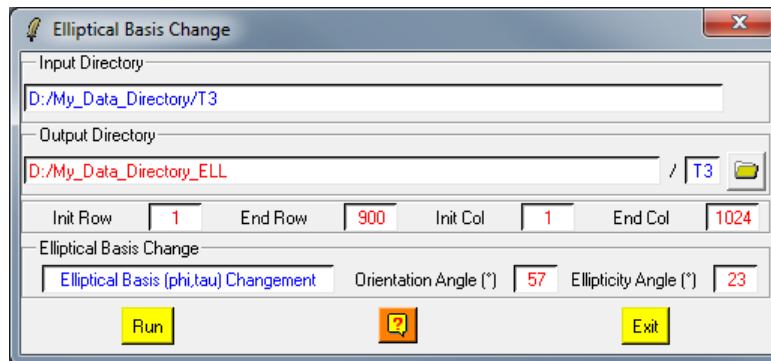 Elliptical Basis Change
Input Directory
D:/My_Data_Directory/T3
Output Directory
D:/My_Data_Directory_ELL / T3
Init Row 1 End Row 900 Init Col 1 End Col 1024
Elliptical Basis Change
Elliptical Basis (phi,tau) Changement Orientation Angle (°) 57 Ellipticity Angle (°) 23
Run ? Exit